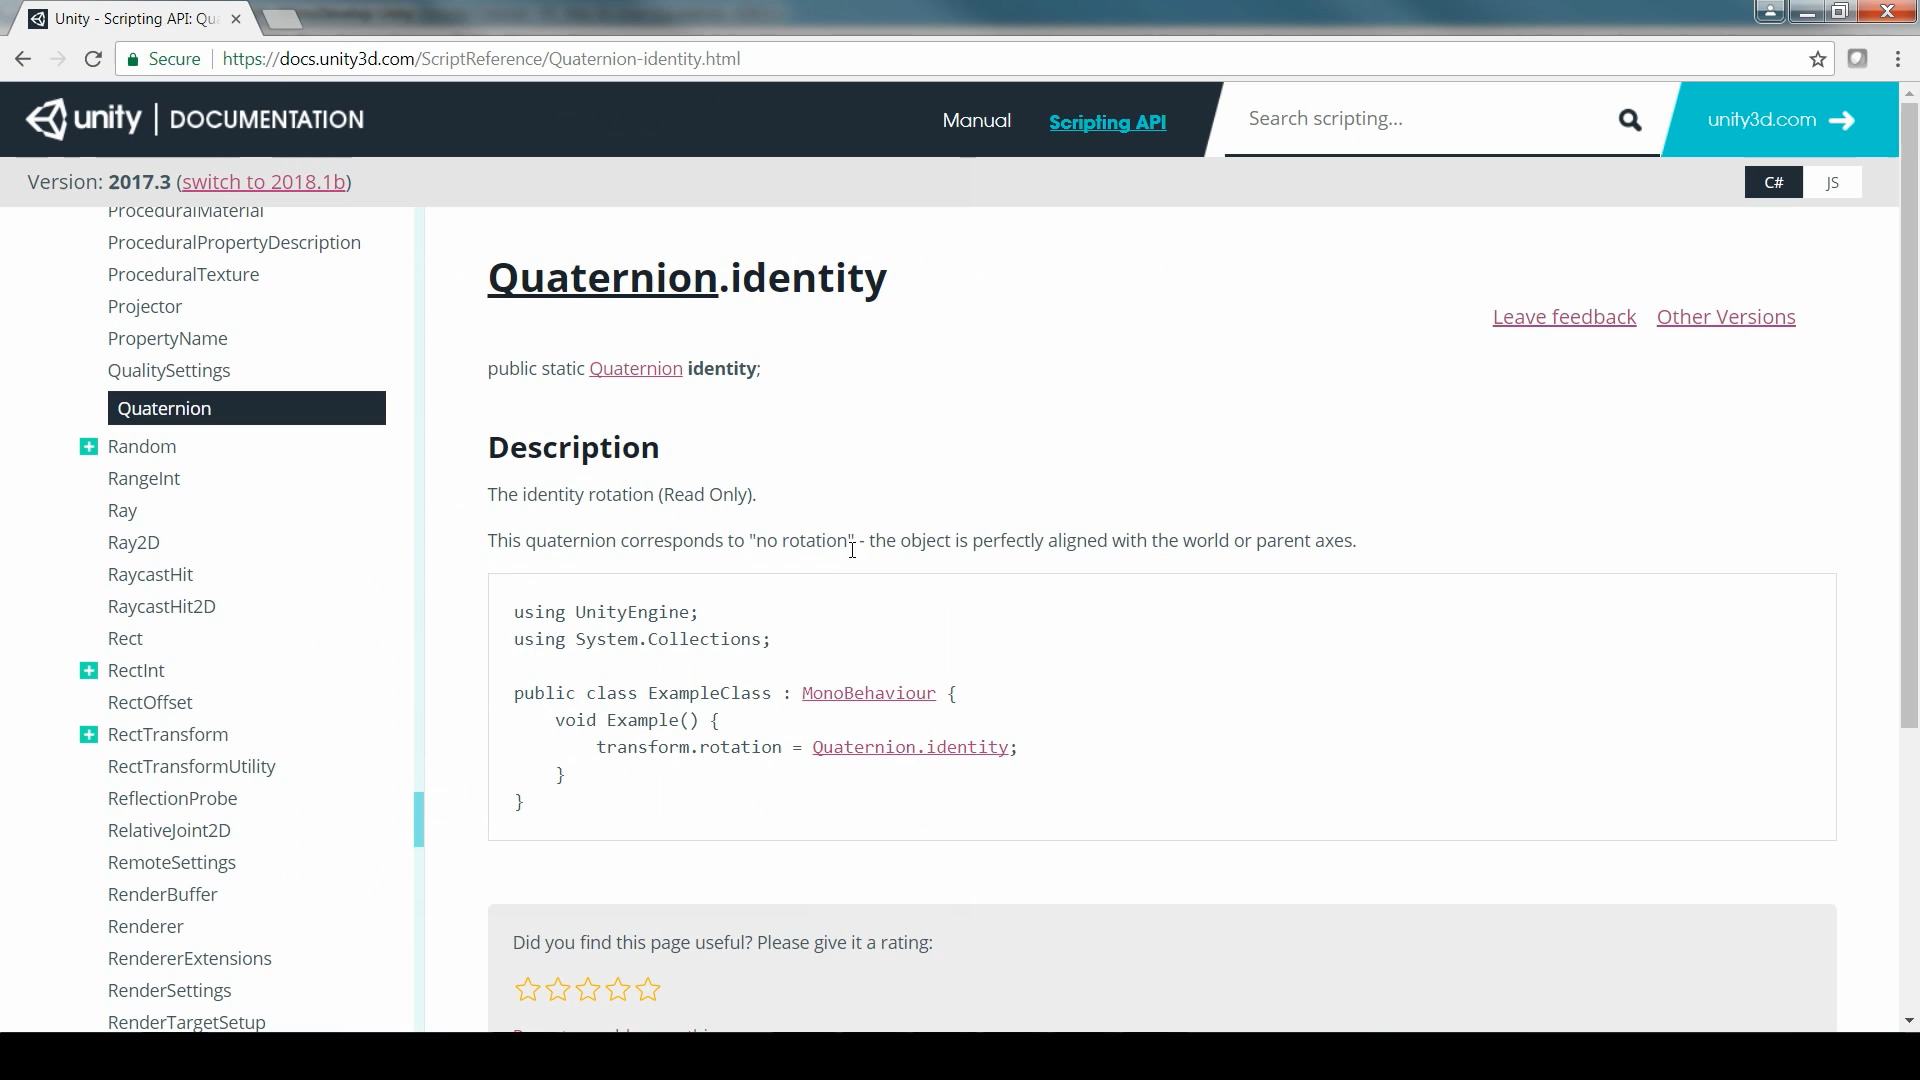 Unity - Scripting API: Qu
Secure
https://docs.unity3d.com/ScriptReference/Quaternion-identity.html
unity | DOCUMENTATION
Manual
Scripting API
Search scripting...
unity3d.com
Version: 2017.3 (switch to 2018.1b)
C#
JS
ProceduralMaterial
ProceduralPropertyDescription
ProceduralTexture
Projector
PropertyName
QualitySettings
Quaternion
Random
RangeInt
Ray
Ray2D
RaycastHit
RaycastHit2D
Rect
RectInt
RectOffset
RectTransform
RectTransformUtility
ReflectionProbe
RelativeJoint2D
RemoteSettings
RenderBuffer
Renderer
RendererExtensions
RenderSettings
RenderTargetSetup
Quaternion.identity
Leave feedback
Other Versions
public static Quaternion identity;
Description
The identity rotation (Read Only).
This quaternion corresponds to "no rotation" - the object is perfectly aligned with the world or parent axes.
using UnityEngine;
using System.Collections;
public class ExampleClass : MonoBehaviour {
void Example() {
transform.rotation = Quaternion.identity;
}
}
Did you find this page useful? Please give it a rating: